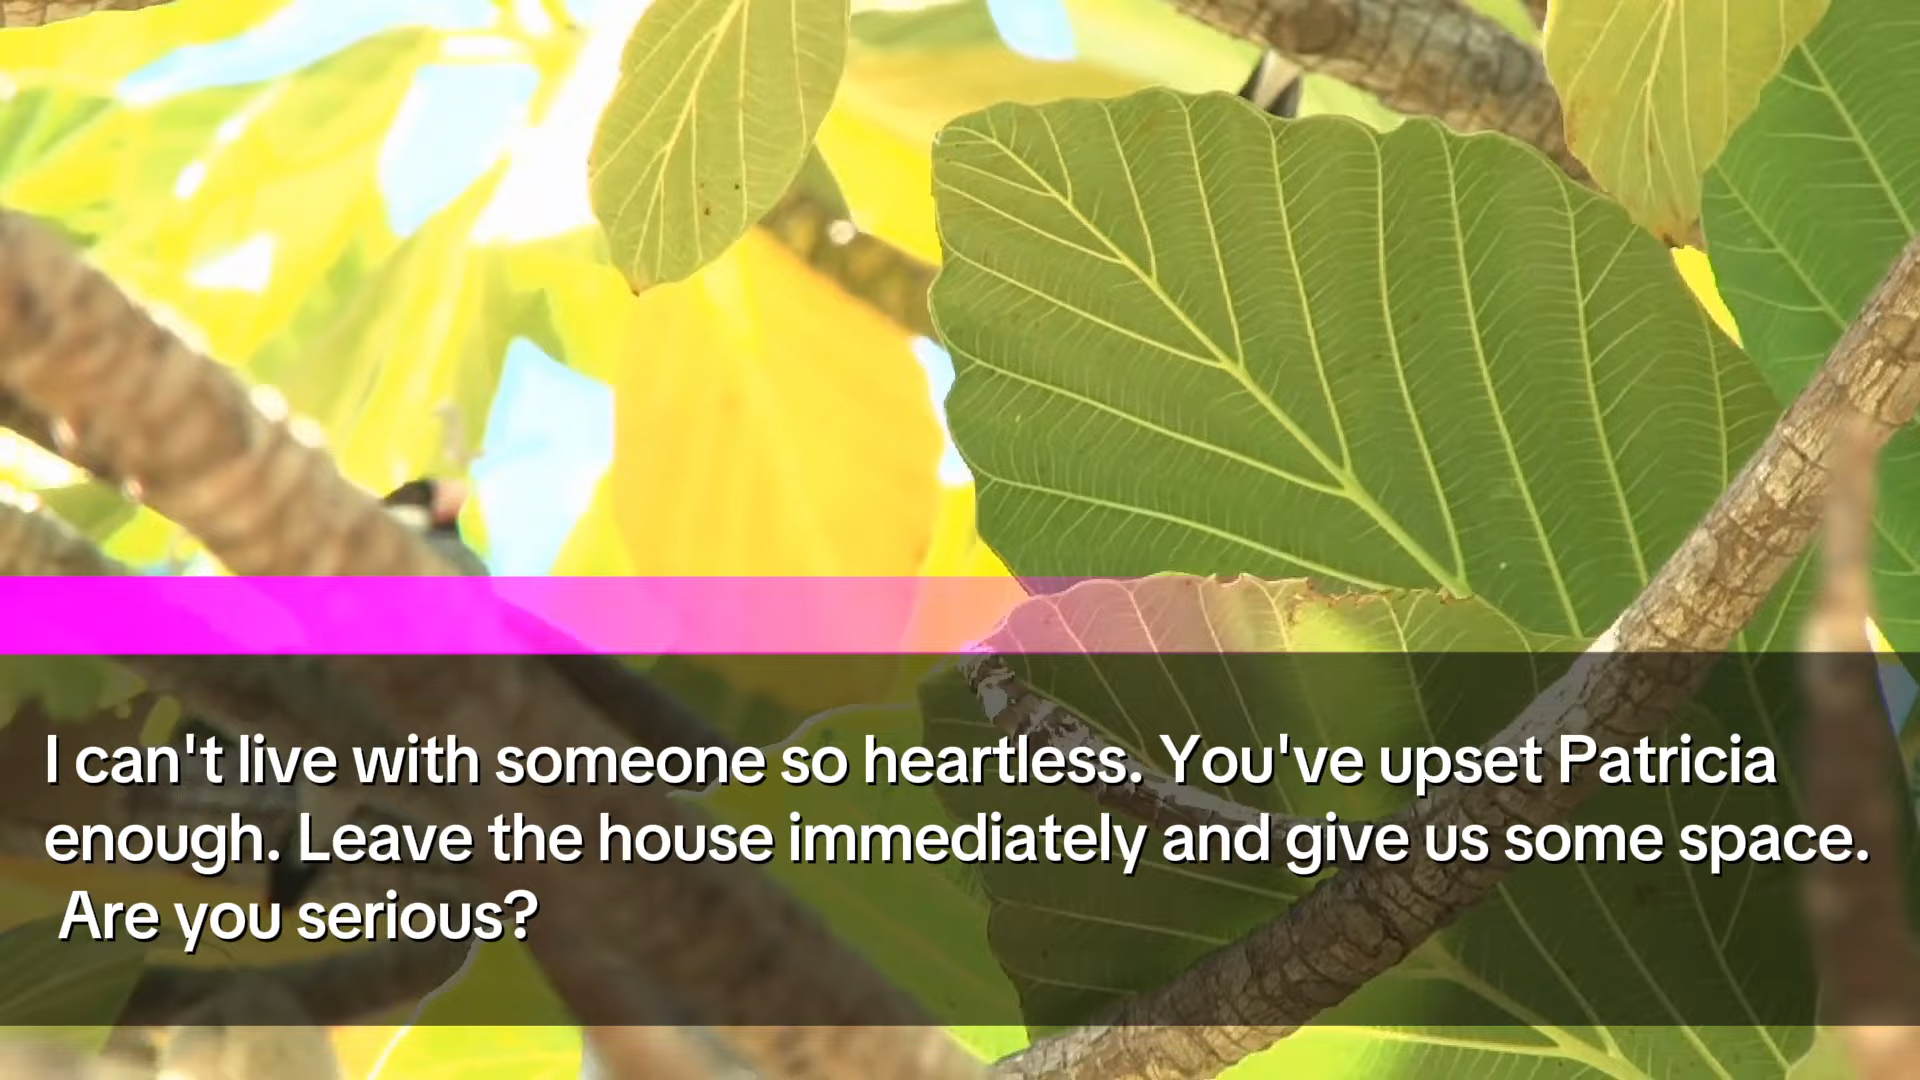 I can't live with someone so heartless. You've upset Patricia
enough. Leave the house immediately and give us some space.
Are you serious?